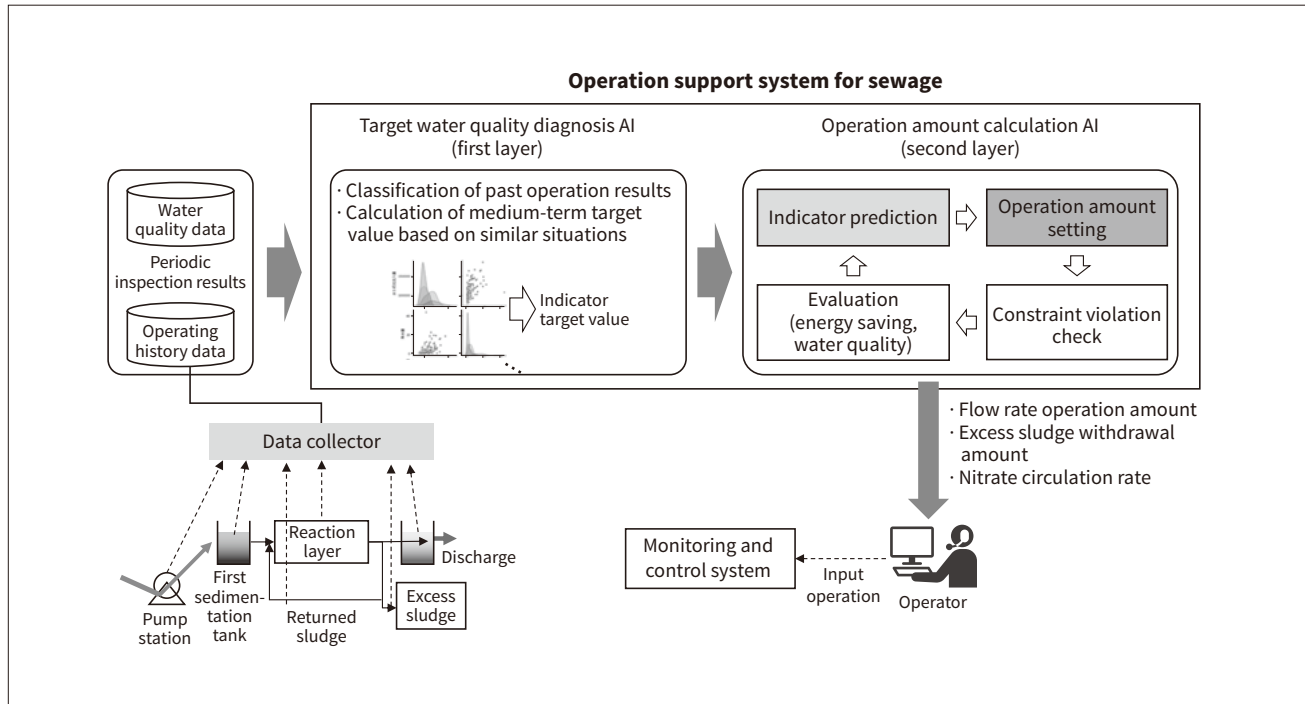 Operation support system for sewage
Target water quality diagnosis AI
(first layer)
Operation amount calculation AI
(second layer)
Water
quality data
Periodic
inspection results
Operating
history data
· Classification of past operation results
· Calculation of medium-term target
value based on similar situations
Indicator
target value
Indicator prediction
Operation amount
setting
Evaluation
(energy saving,
water quality)
Constraint violation
check
· Flow rate operation amount
· Excess sludge withdrawal
amount
· Nitrate circulation rate
Data collector
Reaction
layer
Discharge
First
sedimen-
tation
tank
Pump
station
Returned
sludge
Excess
sludge
Monitoring and
control system
Input
operation
Operator